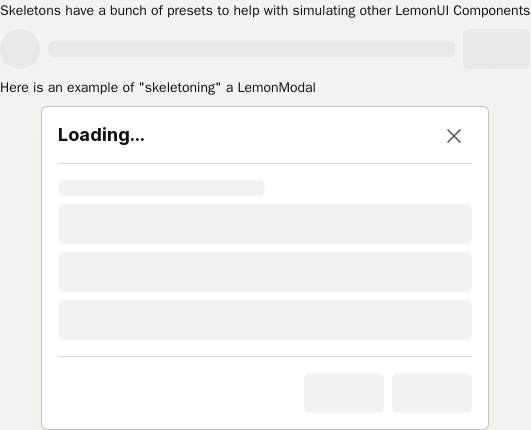 Skeletons have a bunch of presets to help with simulating other LemonUI Components
Here is an example of "skeletoning" a LemonModal
Loading...